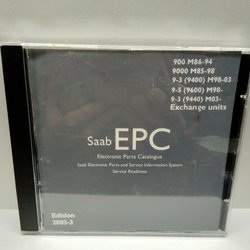 900 M86-94
9000 M85-98
9-3 (9400) M98-03
9-5 (9600) M98-
9-3 (9440) M03-
Exchange units
Saab EPC
Electronic Parts Catalogue
Saab Electronic Parts and Service Information System
Service Readiness
Edition
2003-3